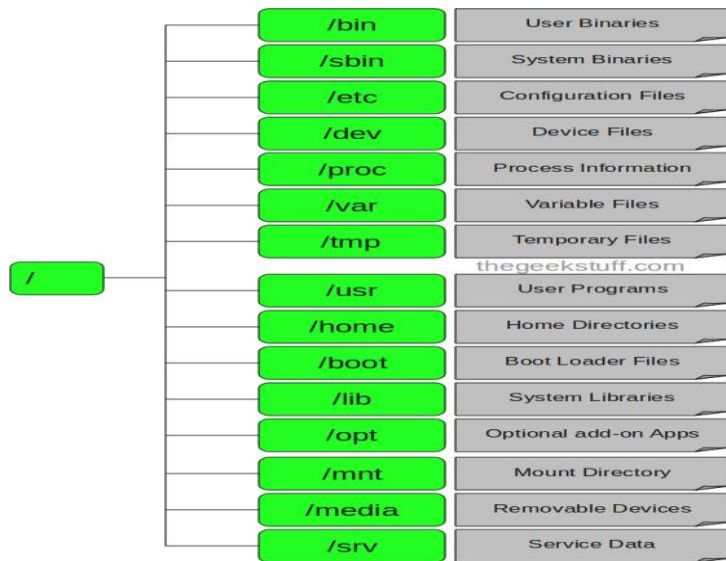 /bin User Binaries
/sbin System Binaries
/etc Configuration Files
/dev Device Files
/proc Process Information
/var Variable Files
/tmp Temporary Files
thegeekstuff.com
/
/usr User Programs
/home Home Directories
/boot Boot Loader Files
/lib System Libraries
/opt Optional add-on Apps
/mnt Mount Directory
/media Removable Devices
/srv Service Data